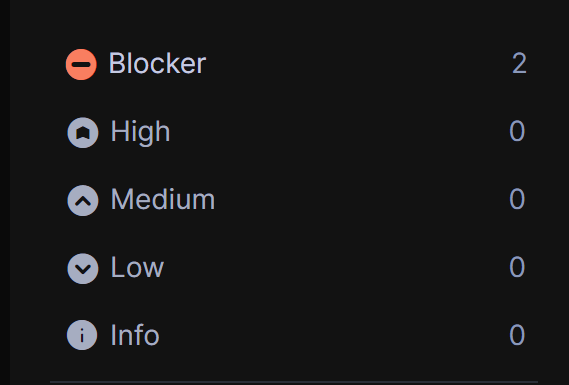 Blocker 2
High 0
Medium 0
Low 0
Info 0